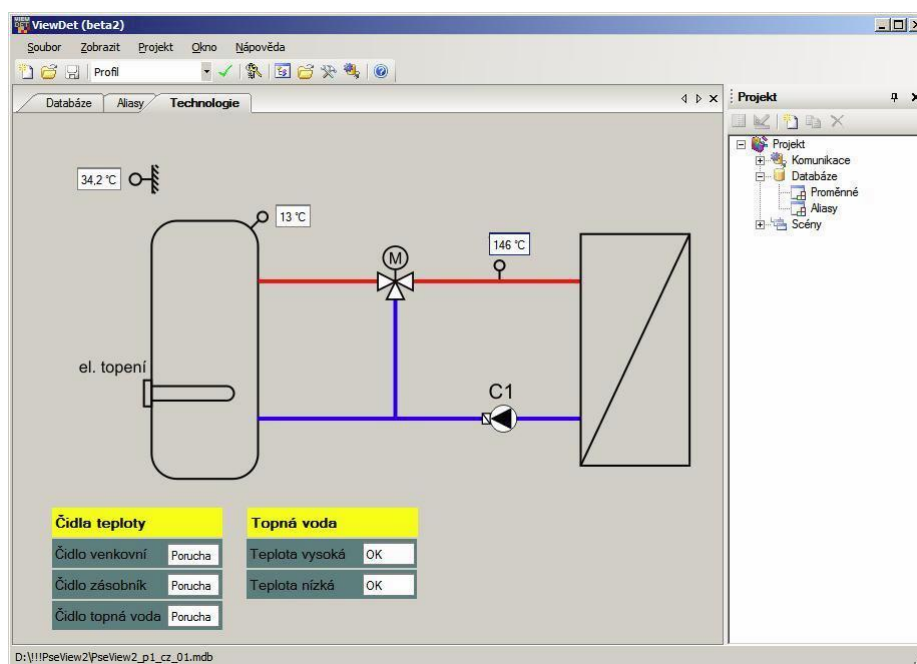 ViewDet (beta2)
Soubor Zobrazit Projekt Okno Nápověda
Profil
Databáze Aliasy Technologie
Projekt
Projekt
Komunikace
Databáze
Proměnné
Aliasy
Scény
34,2 °C
13 °C
146 °C
M
el. topení
C1
Čidla teploty
Čidlo venkovní Porucha
Čidlo zásobník Porucha
Čidlo topná voda Porucha
Topná voda
Teplota vysoká OK
Teplota nízká OK
D:\!!!PseView2\PseView2_p1_cz_01.mdb